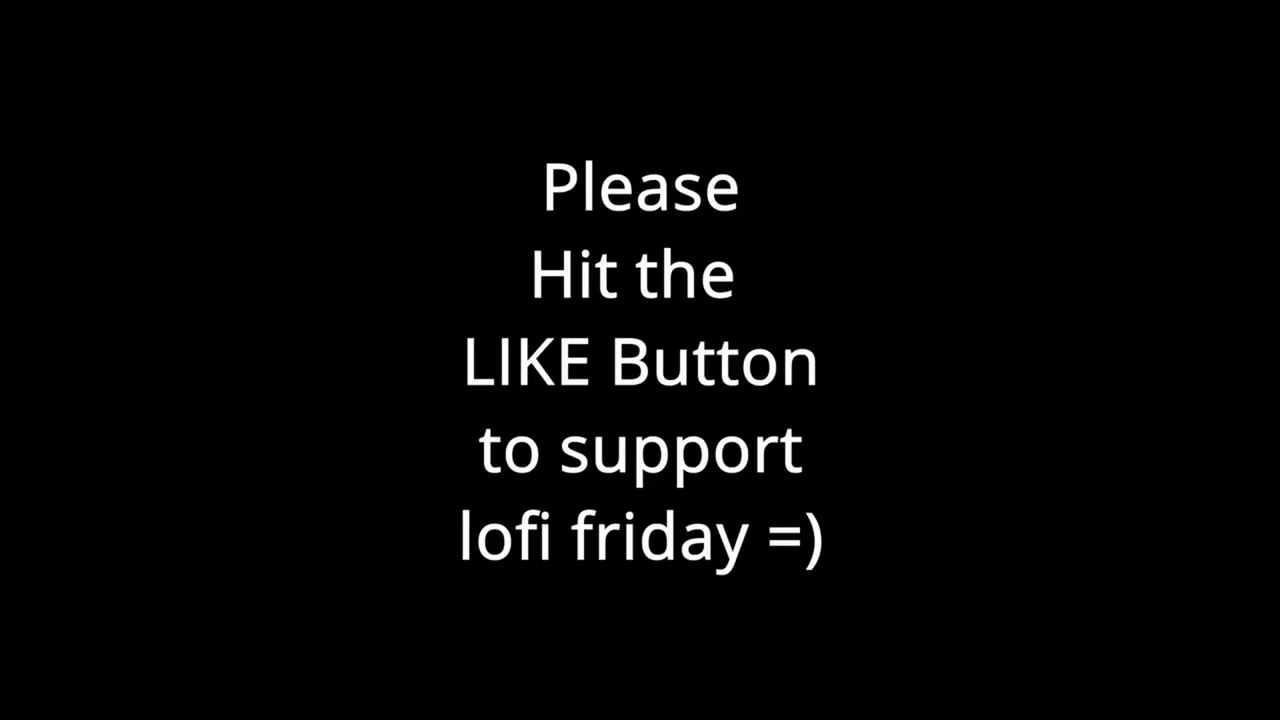 Please
Hit the
LIKE Button
to support
lofi friday =)